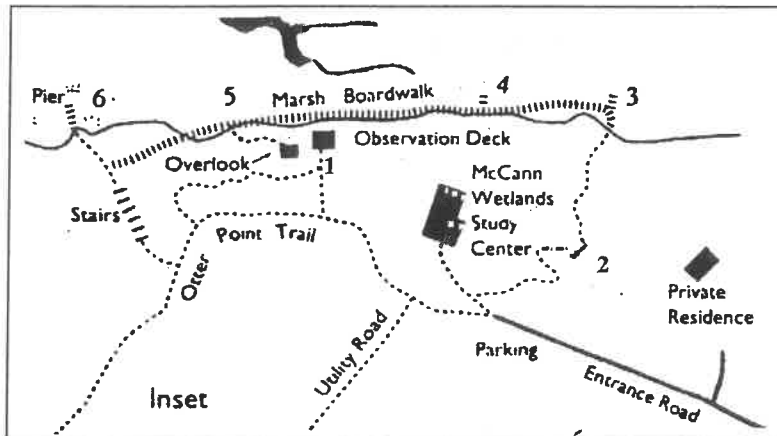 Pier
6
5
Marsh Boardwalk
4
3
Overlook
1
Observation Deck
McCann
Wetlands
Study
Center
2
Stairs
Otter Point Trail
Private
Residence
Utility Road
Parking
Entrance Road
Inset